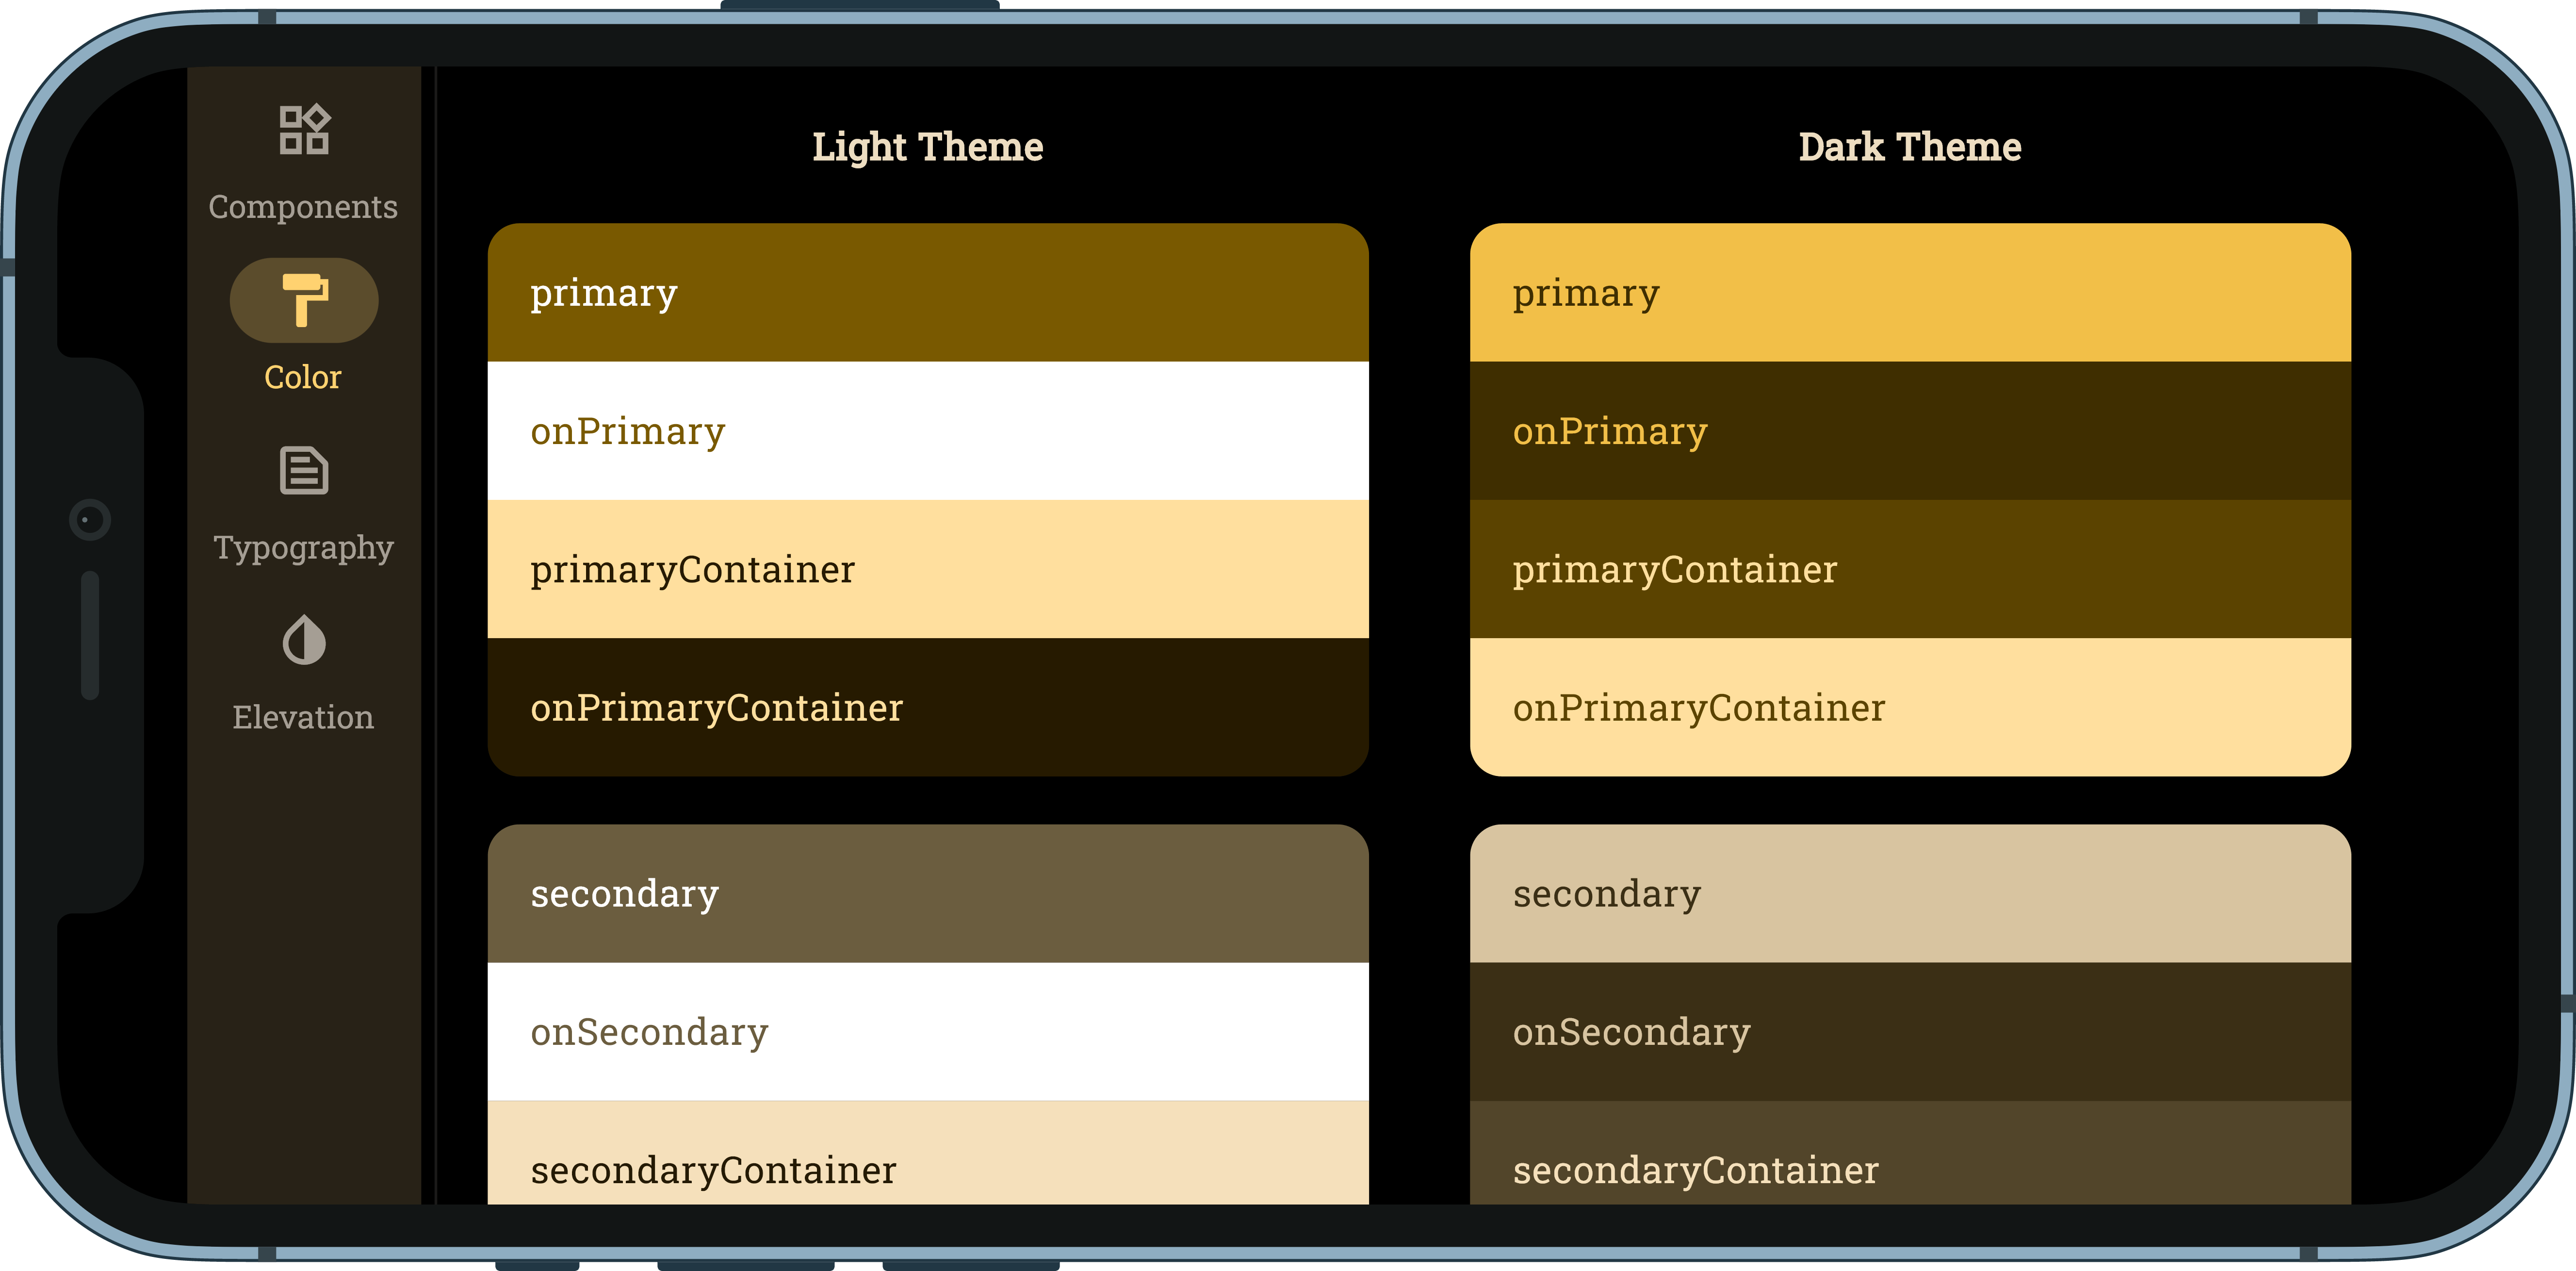 Components
Color
Typography
Elevation
Light Theme
primary
onPrimary
primaryContainer
onPrimaryContainer
secondary
onSecondary
secondaryContainer
Dark Theme
primary
onPrimary
primaryContainer
onPrimaryContainer
secondary
onSecondary
secondaryContainer